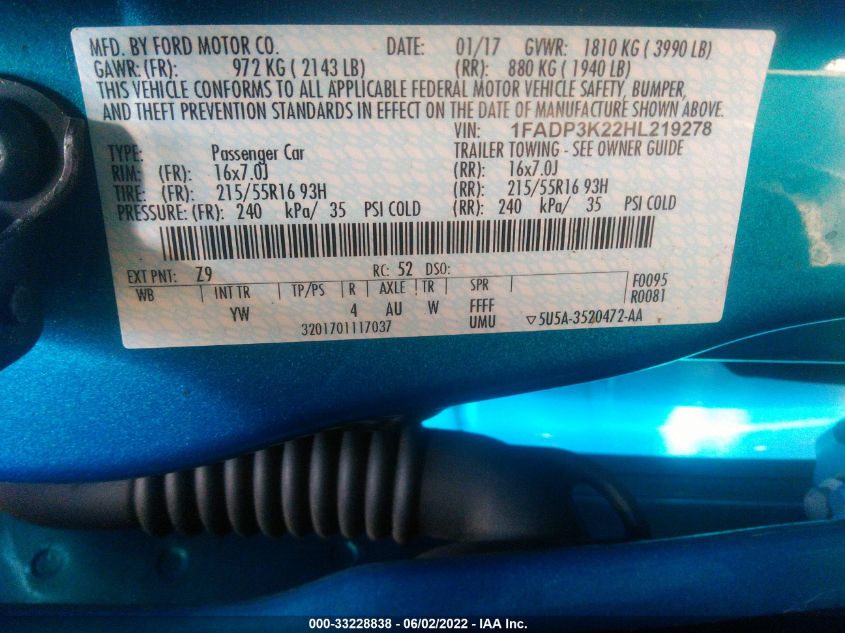 MFD. BY FORD MOTOR CO. DATE: 01/17 GVWR: 1810 KG ( 3990 LB)
GAWR: (FR): 972 KG ( 2143 LB) (RR): 880 KG ( 1940 LB)
THIS VEHICLE CONFORMS TO ALL APPLICABLE FEDERAL MOTOR VEHICLE SAFETY, BUMPER,
AND THEFT PREVENTION STANDARDS IN EFFECT ON THE DATE OF MANUFACTURE SHOWN ABOVE.
VIN: 1FADP3K22HL219278
TYPE: Passenger Car TRAILER TOWING - SEE OWNER GUIDE
RIM: (FR): 16x7.0J (RR): 16x7.0J
TIRE: (FR): 215/55R16 93H (RR): 215/55R16 93H
PRESSURE: (FR): 240 kPa/ 35 PSI COLD (RR): 240 kPa/ 35 PSI COLD
EXT PNT: Z9 RC: 52 DSO: F0095
WB INT TR TP/PS R AXLE TR SPR R0081
YW 4 AU W FFFF
3201701117037 UMU ▽5U5A-3520472-AA
000-33228838 - 06/02/2022 - IAA Inc.